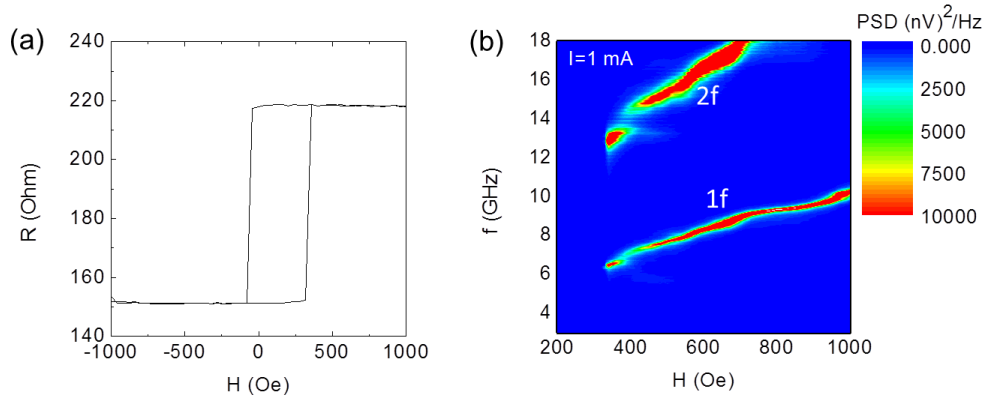 (a)
240
220
200
180
160
140
R (Ohm)
-1000
-500
0
500
1000
H (Oe)
(b)
I=1 mA
2f
1f
18
16
14
12
10
8
6
4
f (GHz)
200
400
600
800
1000
H (Oe)
PSD (nV)²/Hz
0.000
2500
5000
7500
10000